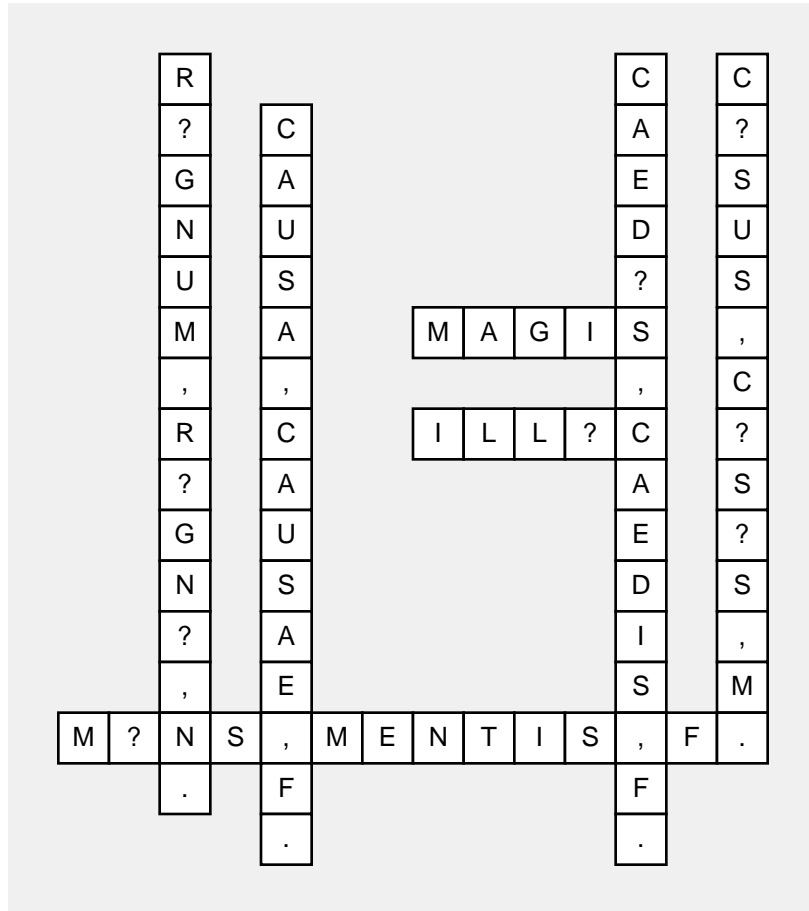 R?GNUM,R?GN?,N.
CAUSA,CAUSAE,F.
CAED?S,CAEDIS,F.
C?SUS,C?S?S,M.
MAGIS
ILL?C
M?NS,MENTIS,F.